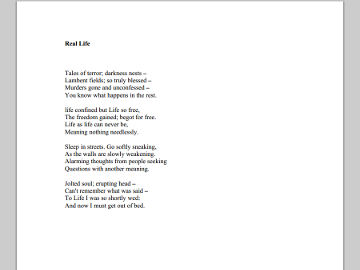 Real Life
Tales of terror; darkness nests –
Lambent fields; so truly blessed –
Murders gone and unconfessed –
You know what happens in the rest.
life confined but Life so free,
The freedom gained; begot for free.
Life as life can never be,
Meaning nothing needlessly.
Sleep in streets. Go softly sneaking,
As the walls are slowly weakening.
Alarming thoughts from people seeking
Questions with another meaning.
Jolted soul; erupting head –
Can't remember what was said –
To Life I was so shortly wed:
And now I must get out of bed.